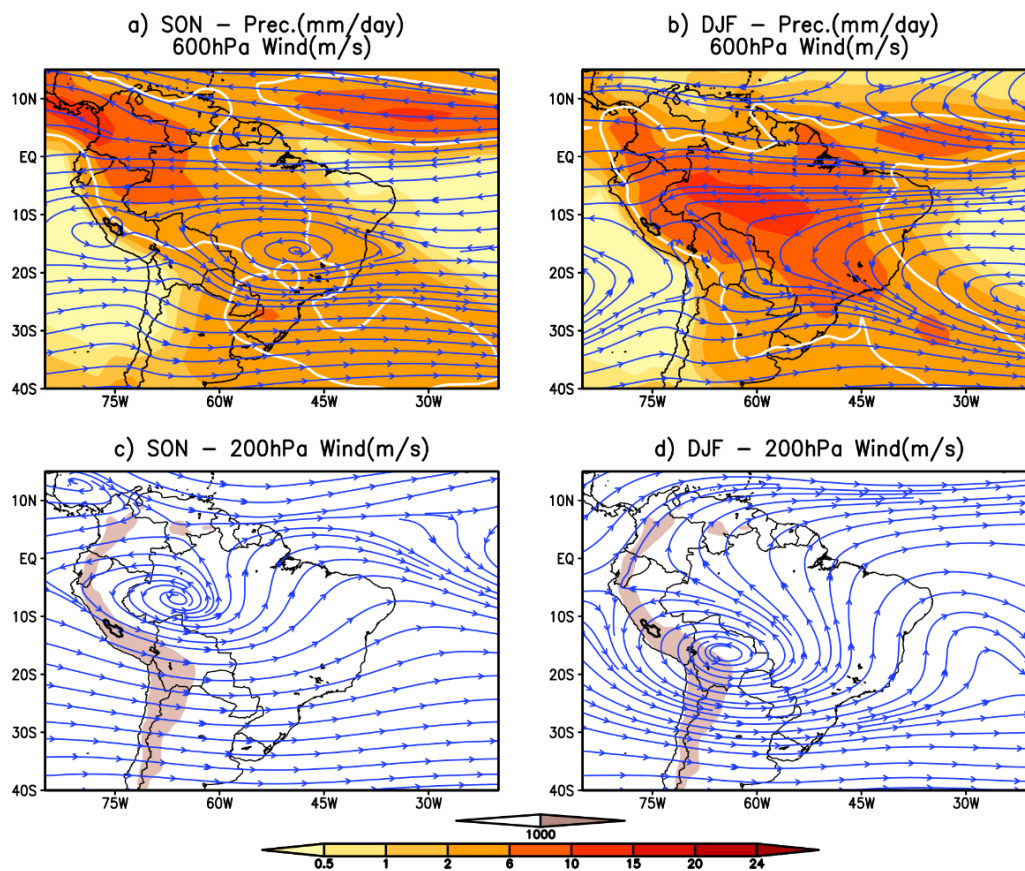 a) SON - Prec.(mm/day)
600hPa Wind(m/s)
b) DJF - Prec.(mm/day)
600hPa Wind(m/s)
10N
EQ
10S
20S
30S
40S
75W 60W 45W 30W
10N
EQ
10S
20S
30S
40S
75W 60W 45W 30W
c) SON - 200hPa Wind(m/s)
d) DJF - 200hPa Wind(m/s)
10N
EQ
10S
20S
30S
40S
75W 60W 45W 30W
10N
EQ
10S
20S
30S
40S
75W 60W 45W 30W
1000
0.5 1 2 6 10 15 20 24